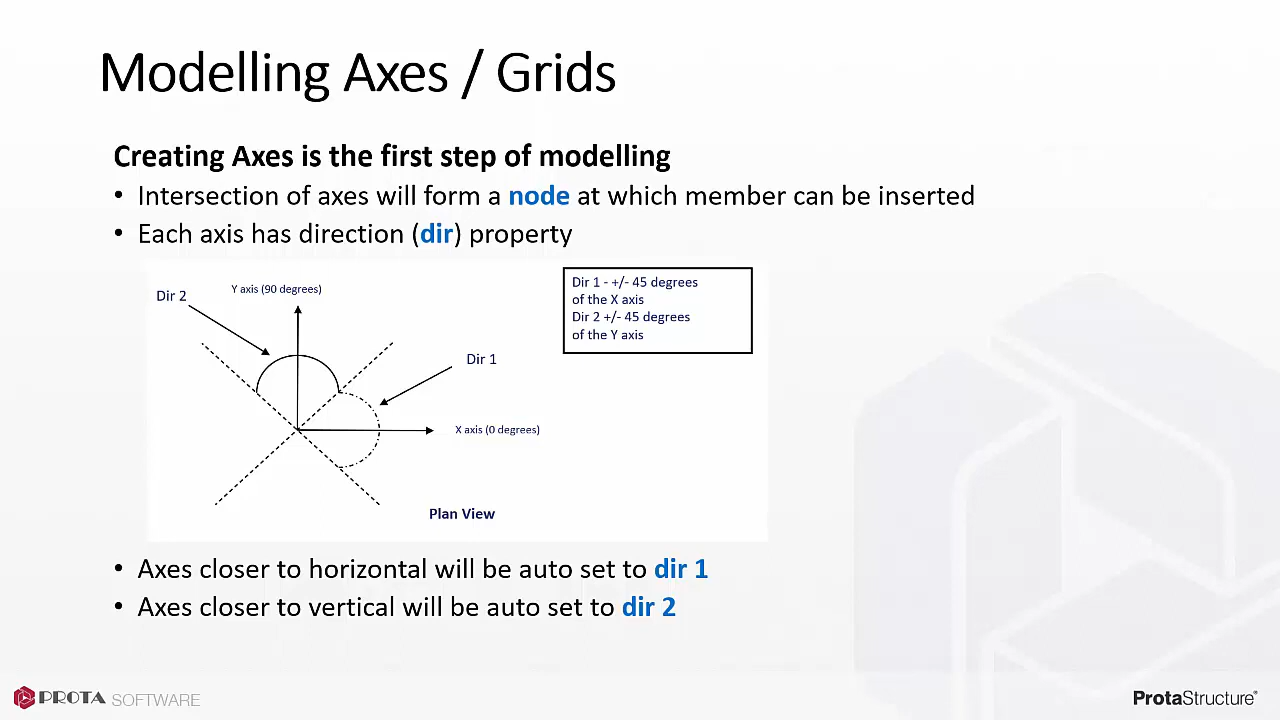 Modelling Axes / Grids
Creating Axes is the first step of modelling
• Intersection of axes will form a node at which member can be inserted
• Each axis has direction (dir) property
Dir 2
Y axis (90 degrees)
Dir 1 - +/- 45 degrees
of the X axis
Dir 2 +/- 45 degrees
of the Y axis
Dir 1
X axis (0 degrees)
Plan View
• Axes closer to horizontal will be auto set to dir 1
• Axes closer to vertical will be auto set to dir 2
PROTA SOFTWARE
ProtaStructure®